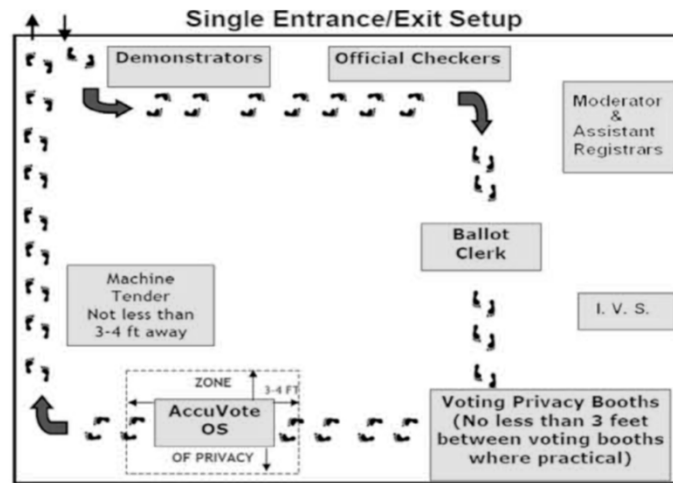 Single Entrance/Exit Setup
Demonstrators
Official Checkers
Moderator
&
Assistant
Registrars
Ballot
Clerk
Machine
Tender
Not less than
3-4 ft away
I. V. S.
ZONE
3-4 FT
AccuVote
OS
OF PRIVACY
Voting Privacy Booths
(No less than 3 feet
between voting booths
where practical)